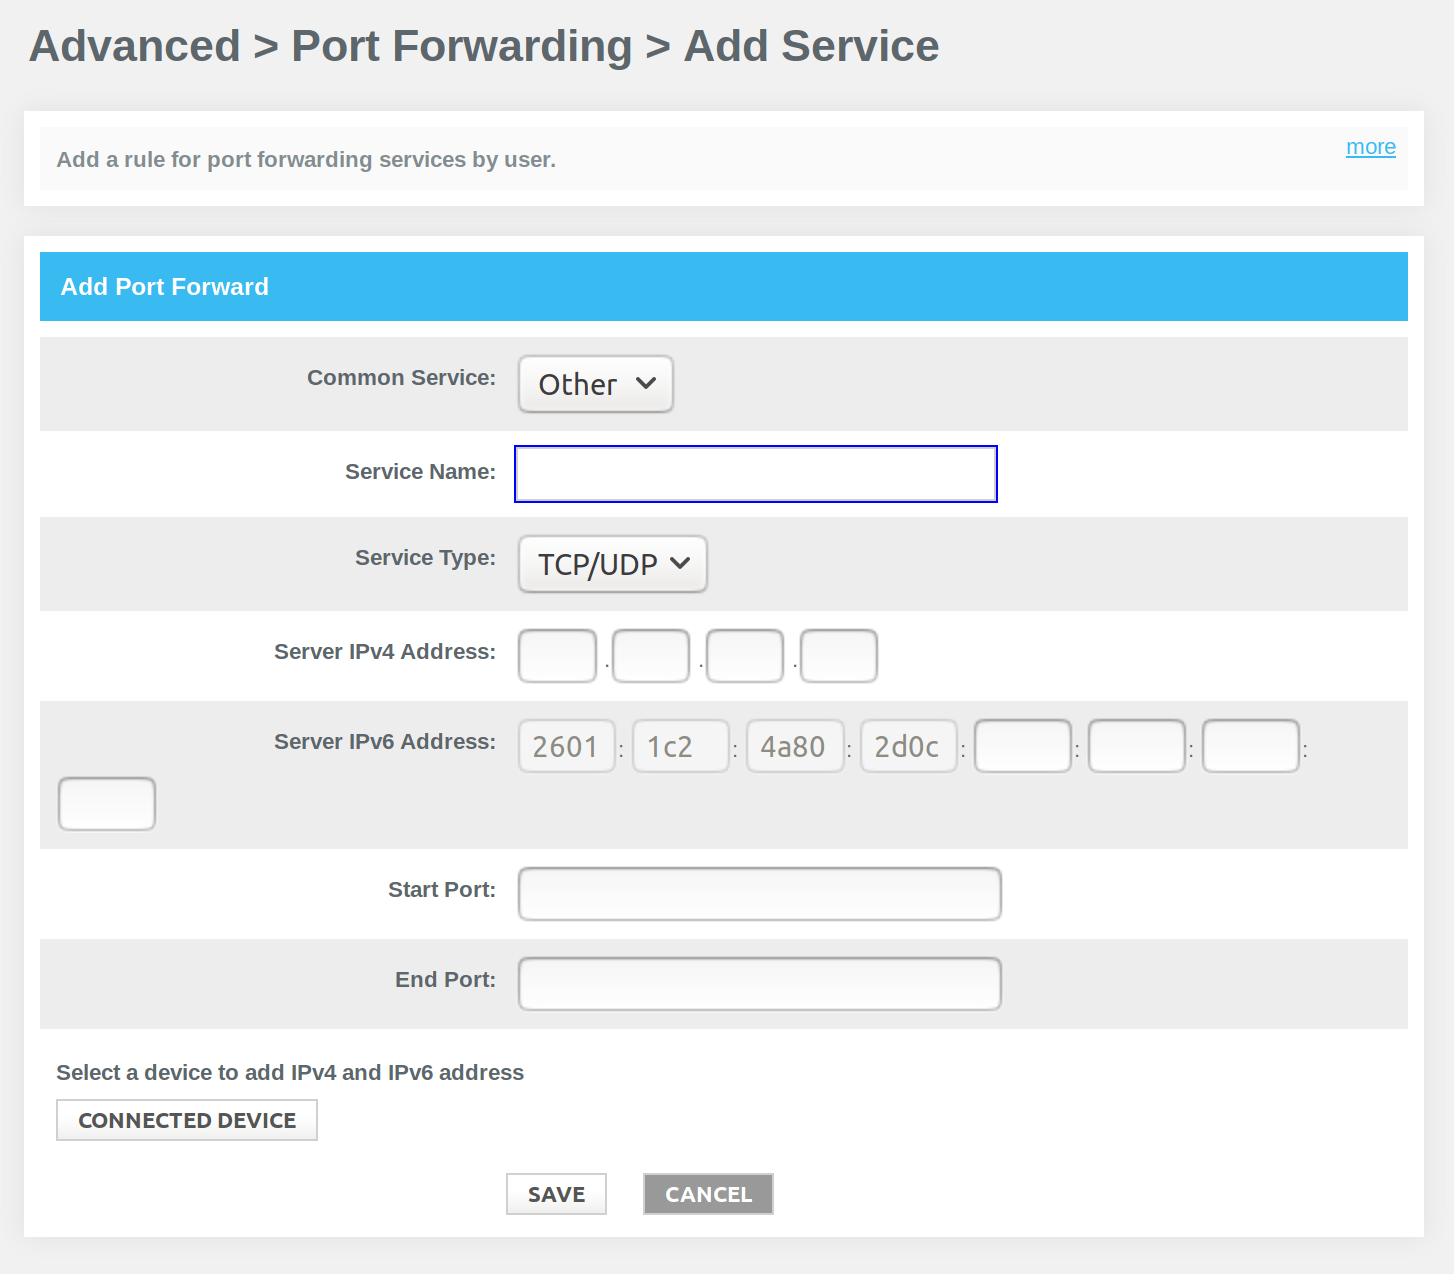 Advanced > Port Forwarding > Add Service
Add a rule for port forwarding services by user.
more
Add Port Forward
Common Service: Other
Service Name:
Service Type: TCP/UDP
Server IPv4 Address: . . .
Server IPv6 Address: 2601 : 1c2 : 4a80 : 2d0c : : : :
Start Port:
End Port:
Select a device to add IPv4 and IPv6 address
CONNECTED DEVICE
SAVE CANCEL